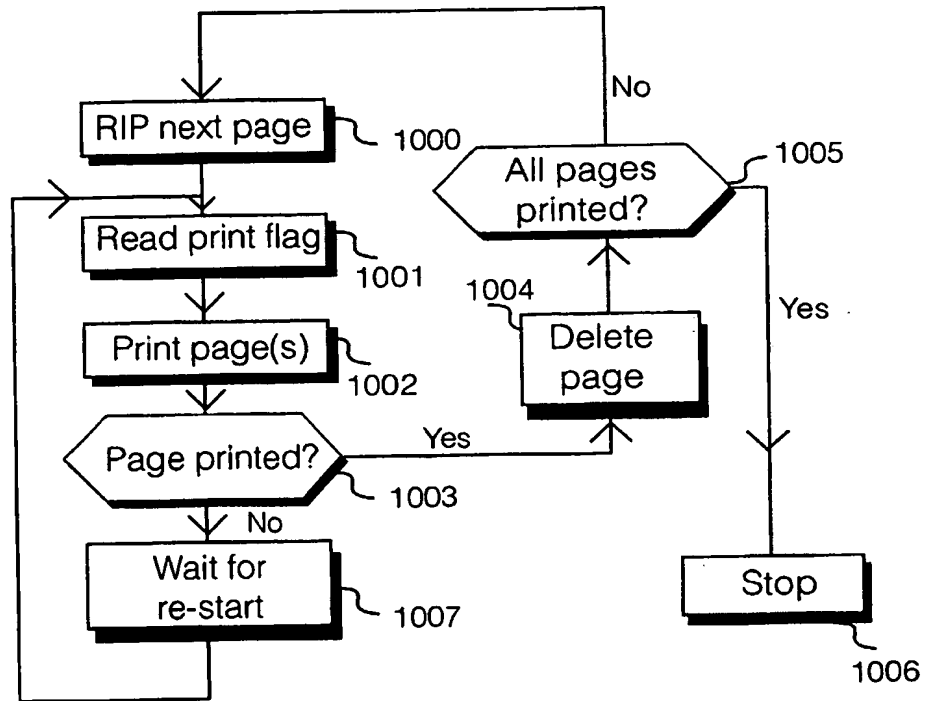 No
RIP next page
1000
All pages
printed?
1005
Read print flag
1001
1004
Yes
Delete
page
Print page(s)
1002
Yes
Page printed?
1003
No
Wait for
re-start
1007
Stop
1006